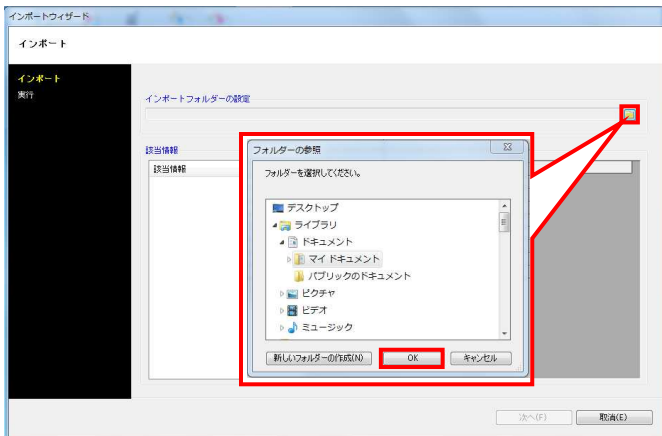 インポートウィザード
インポート
インポート
実行
インポートフォルダーの設定
該当情報
該当情報
フォルダーの参照
フォルダーを選択してください。
デスクトップ
ライブラリ
ドキュメント
マイ ドキュメント
パブリックのドキュメント
ピクチャ
ビデオ
ミュージック
新しいフォルダーの作成(N)
OK
キャンセル
次へ(F)
取消(E)